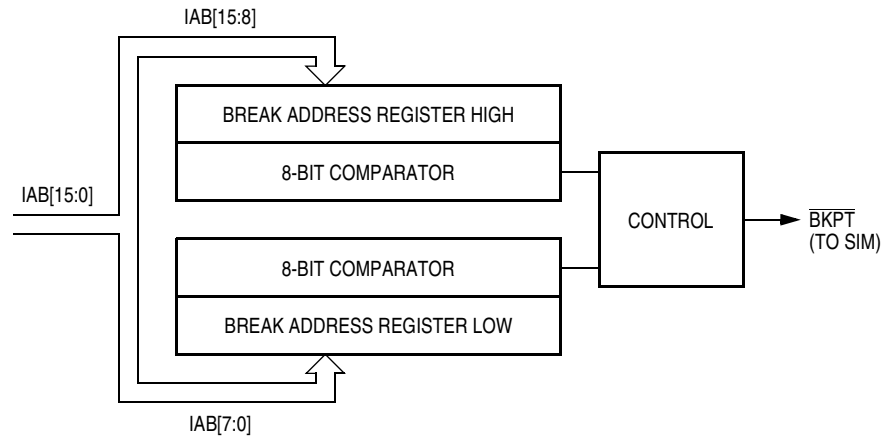 IAB[15:8]
BREAK ADDRESS REGISTER HIGH
8-BIT COMPARATOR
IAB[15:0]
CONTROL
BKPT
(TO SIM)
8-BIT COMPARATOR
BREAK ADDRESS REGISTER LOW
IAB[7:0]